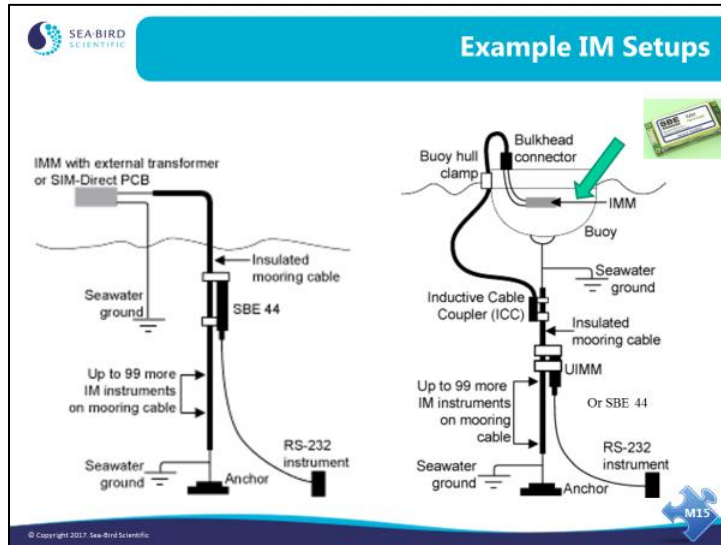 SEA·BIRD
SCIENTIFIC
Example IM Setups
IMM with external transformer
or SIM-Direct PCB
Insulated
mooring cable
Seawater
ground
SBE 44
Up to 99 more
IM instruments
on mooring cable
RS-232
instrument
Seawater
ground
Anchor
Bulkhead
connector
Buoy hull
clamp
SBE
IMM
Buoy
Seawater
ground
Inductive Cable
Coupler (ICC)
Insulated
mooring cable
UIMM
Or SBE 44
Up to 99 more
IM instruments
on mooring
cable
RS-232
instrument
Seawater
ground
Anchor
M15
© Copyright 2017. Sea-Bird Scientific